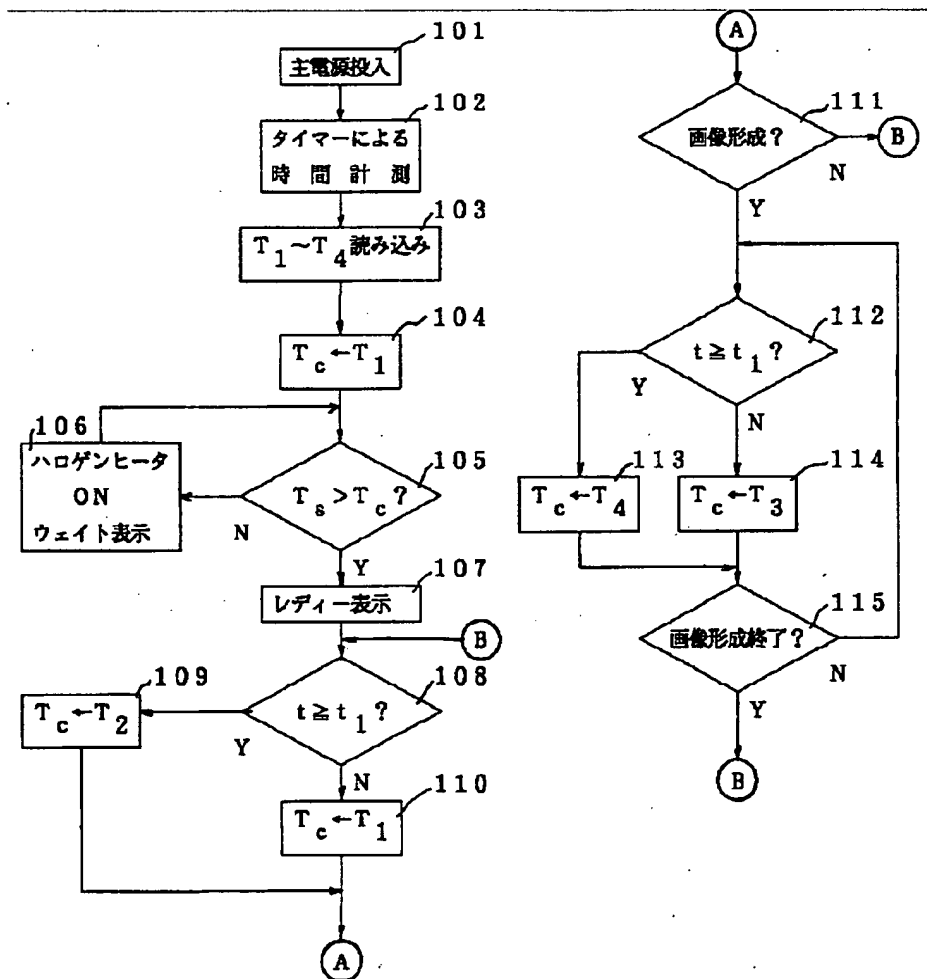 101
主電源投入
102
タイマーによる
時間計測
103
T1~T4読み込み
104
Tc←T1
106
ハロゲンヒータ
ON
ウェイト表示
105
Ts>Tc?
N
Y
107
レディー表示
B
108
t≧t1?
109
Tc←T2
Y
N
110
Tc←T1
A
A
111
画像形成?
B
N
Y
112
t≧t1?
Y
N
113
Tc←T4
114
Tc←T3
115
画像形成終了?
N
Y
B